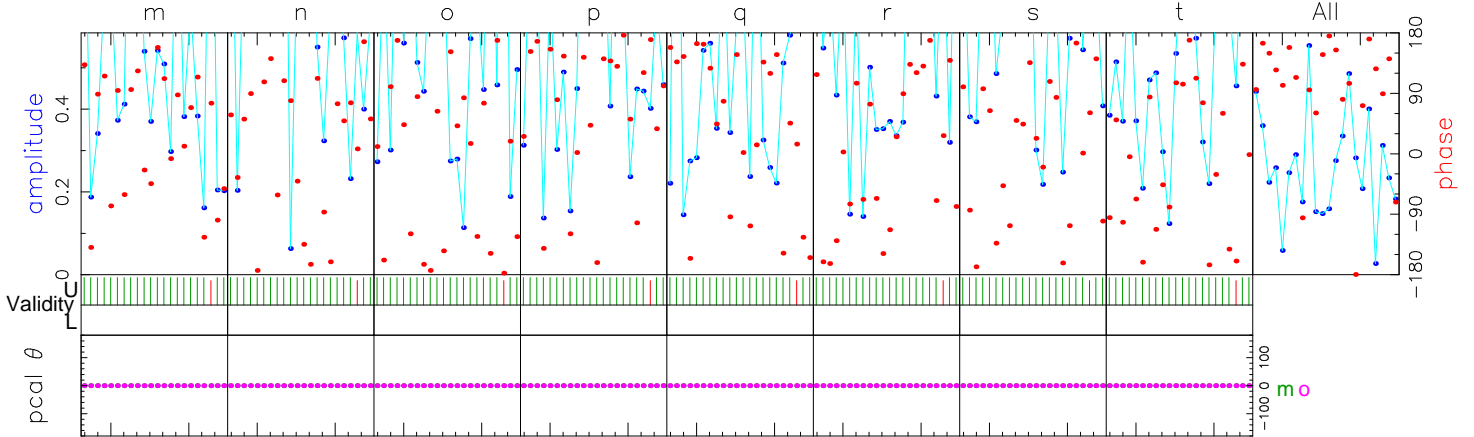 m n o p q r s t All
amplitude
0 0.2 0.4
180 90 0 −90 −180
phase
Validity U L
pcal θ
100 0 −100
m o